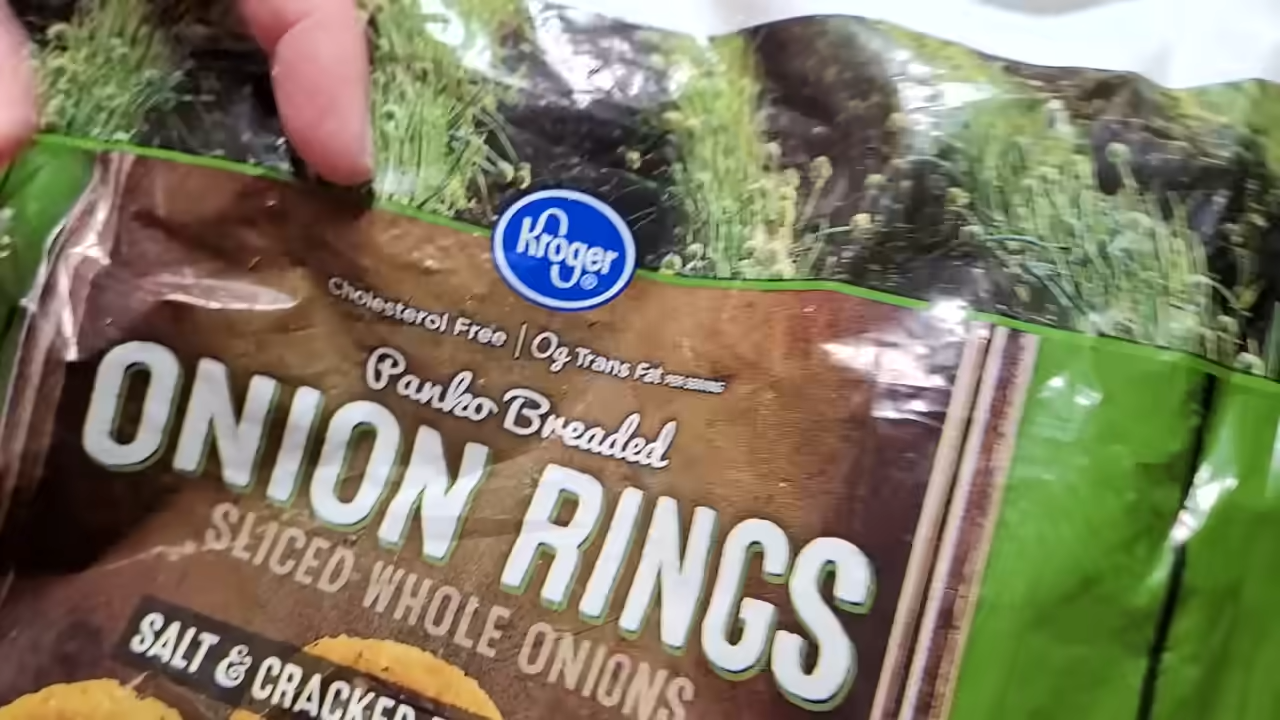 Kroger®
Cholesterol Free | 0g Trans Fat
Panko Breaded
ONION RINGS
SLICED WHOLE ONIONS
SALT & CRACKED